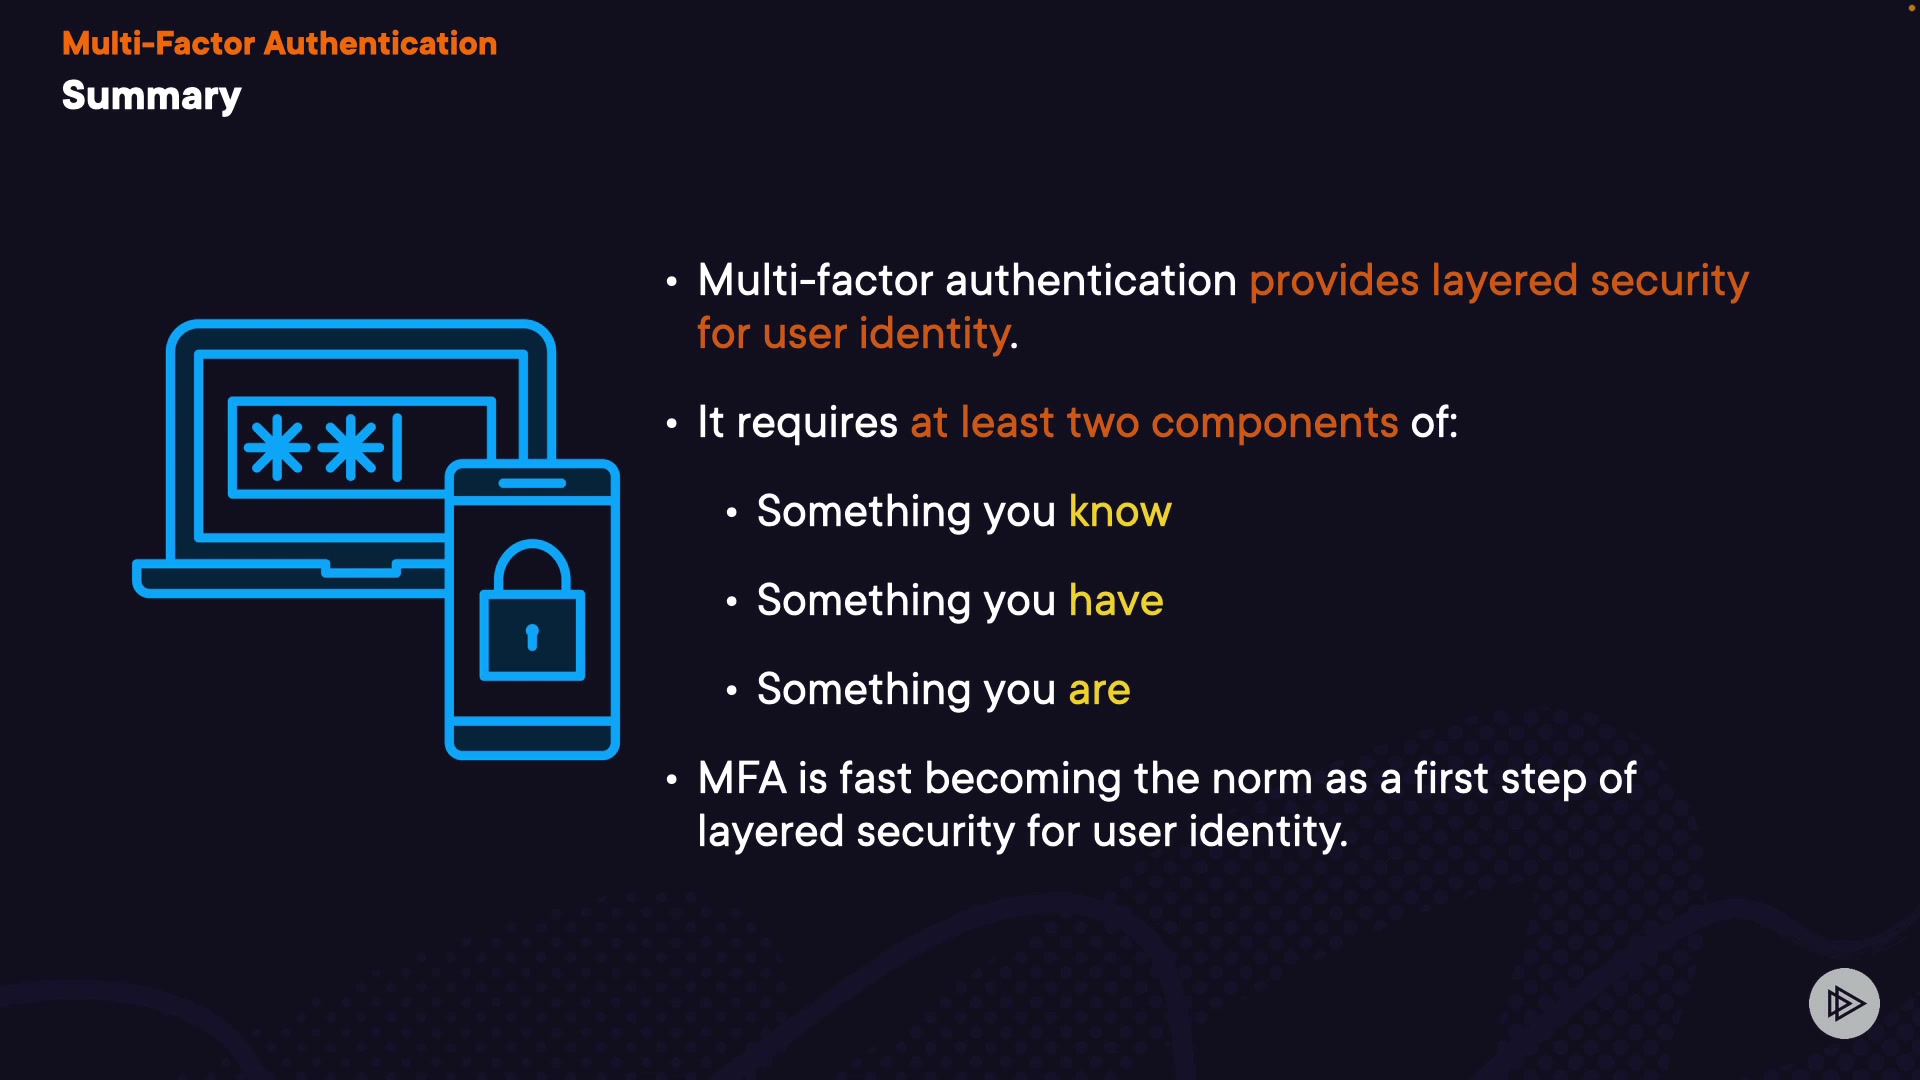 Multi-Factor Authentication
Summary
• Multi-factor authentication provides layered security
for user identity.
• It requires at least two components of:
• Something you know
• Something you have
• Something you are
• MFA is fast becoming the norm as a first step of
layered security for user identity.
**